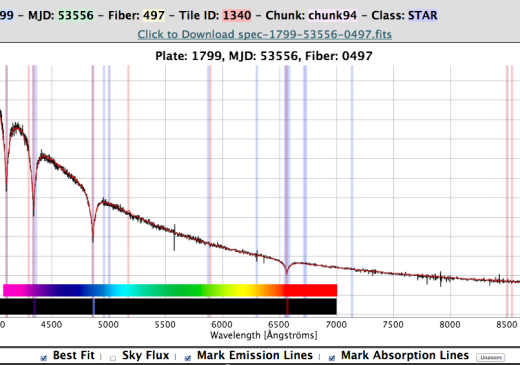 99 - MJD: 53556 - Fiber: 497 - Tile ID: 1340 - Chunk: chunk94 - Class: STAR
Click to Download spec-1799-53556-0497.fits
Plate: 1799, MJD: 53556, Fiber: 0497
0 4500 5000 5500 6000 6500 7000 7500 8000 8500
Wavelength [Ångströms]
Best Fit | Sky Flux | Mark Emission Lines | Mark Absorption Lines Unzoom